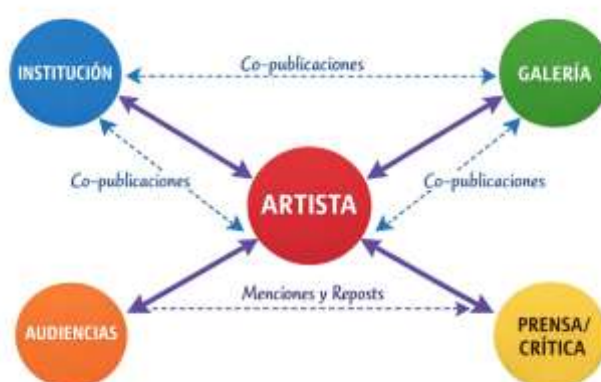 Co-publicaciones
INSTITUCIÓN
GALERÍA
Co-publicaciones
Co-publicaciones
ARTISTA
Menciones y Reposts
AUDIENCIAS
PRENSA/
CRÍTICA